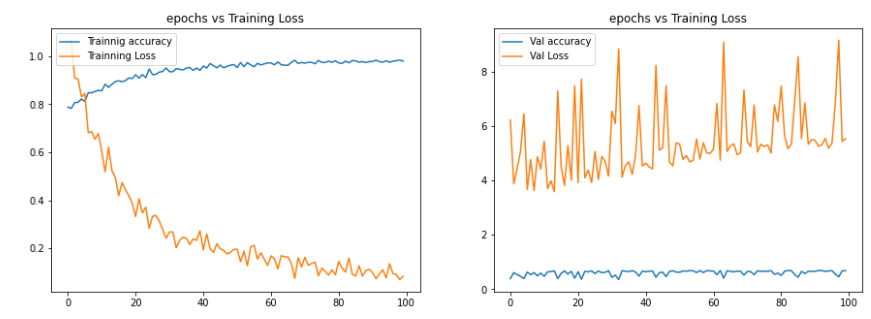 epochs vs Training Loss
Trainnig accuracy
Trainning Loss
1.0
0.8
0.6
0.4
0.2
0 20 40 60 80 100
epochs vs Training Loss
Val accuracy
Val Loss
8
6
4
2
0
0 20 40 60 80 100